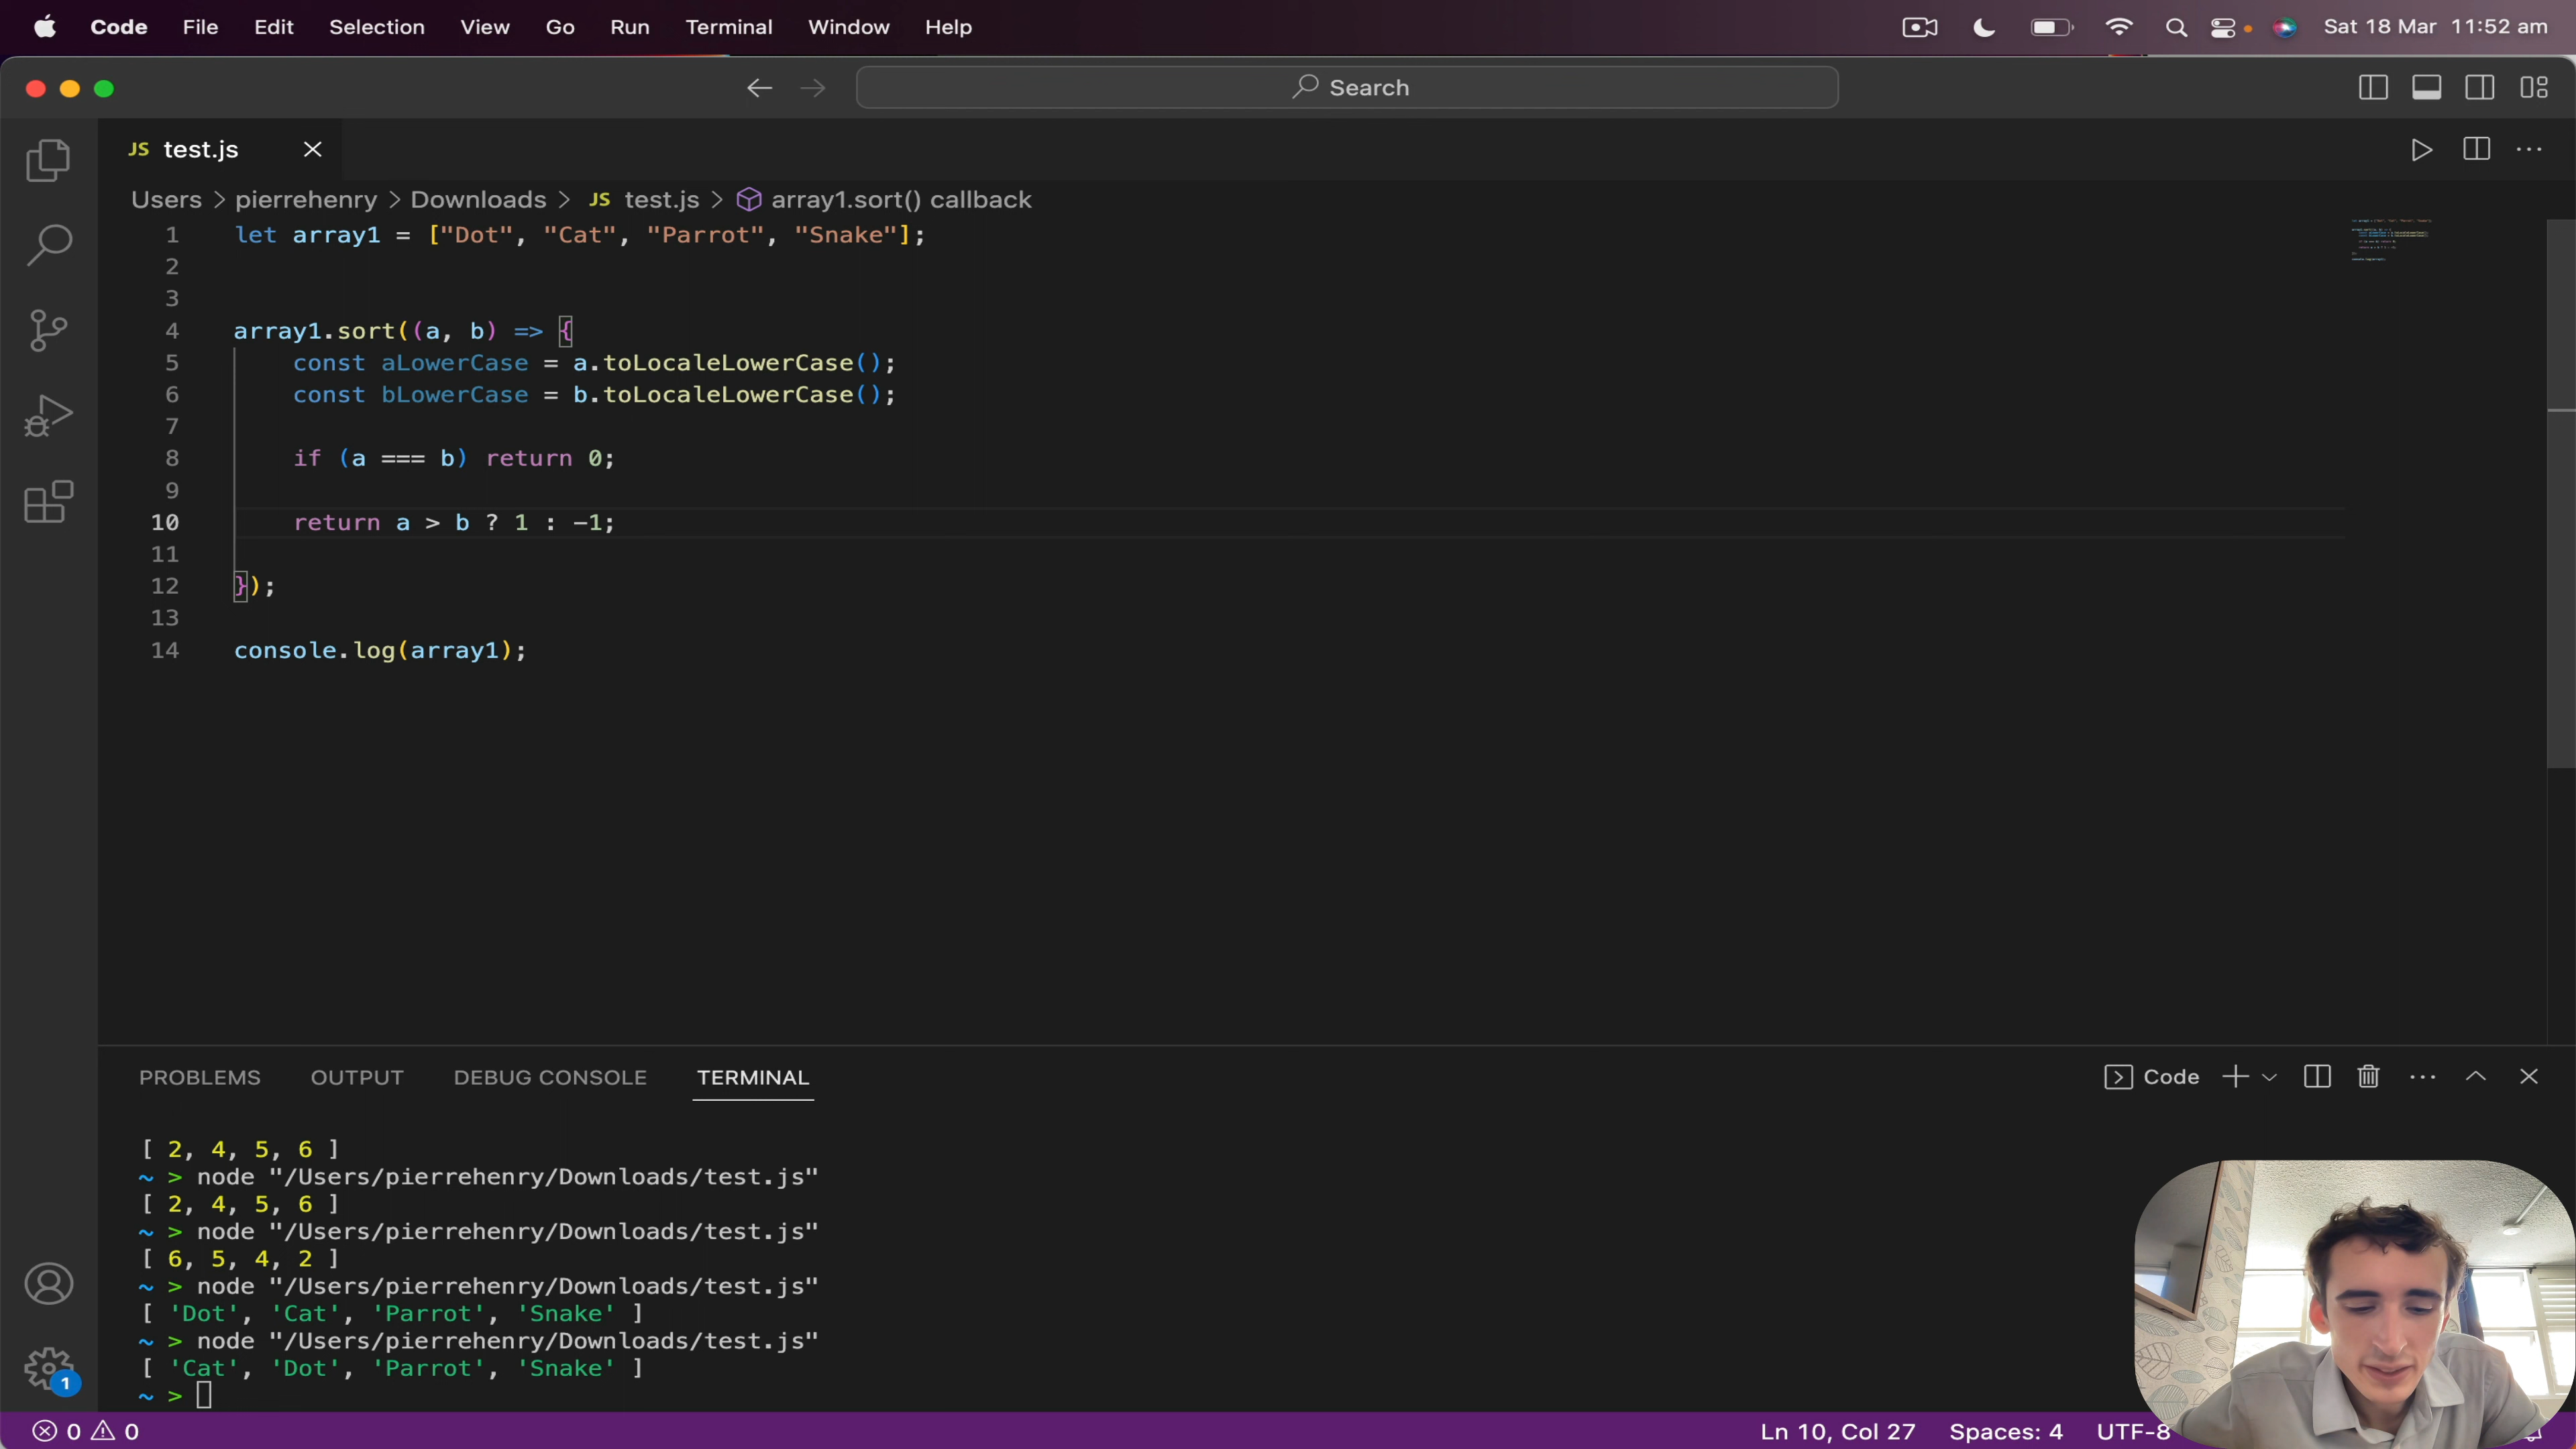 Code File Edit Selection View Go Run Terminal Window Help Sat 18 Mar 11:52 am
Search
JS test.js
Users > pierrehenry > Downloads > JS test.js > array1.sort() callback
1 let array1 = ["Dot", "Cat", "Parrot", "Snake"];
2
3
4 array1.sort((a, b) => {
5 const aLowerCase = a.toLocaleLowerCase();
6 const bLowerCase = b.toLocaleLowerCase();
7
8 if (a === b) return 0;
9
10 return a > b ? 1 : -1;
11
12 });
13
14 console.log(array1);
PROBLEMS OUTPUT DEBUG CONSOLE TERMINAL Code
[ 2, 4, 5, 6 ]
~ > node "/Users/pierrehenry/Downloads/test.js"
[ 2, 4, 5, 6 ]
~ > node "/Users/pierrehenry/Downloads/test.js"
[ 6, 5, 4, 2 ]
~ > node "/Users/pierrehenry/Downloads/test.js"
[ 'Dot', 'Cat', 'Parrot', 'Snake' ]
~ > node "/Users/pierrehenry/Downloads/test.js"
[ 'Cat', 'Dot', 'Parrot', 'Snake' ]
~ >
1
0 0 Ln 10, Col 27 Spaces: 4 UTF-8